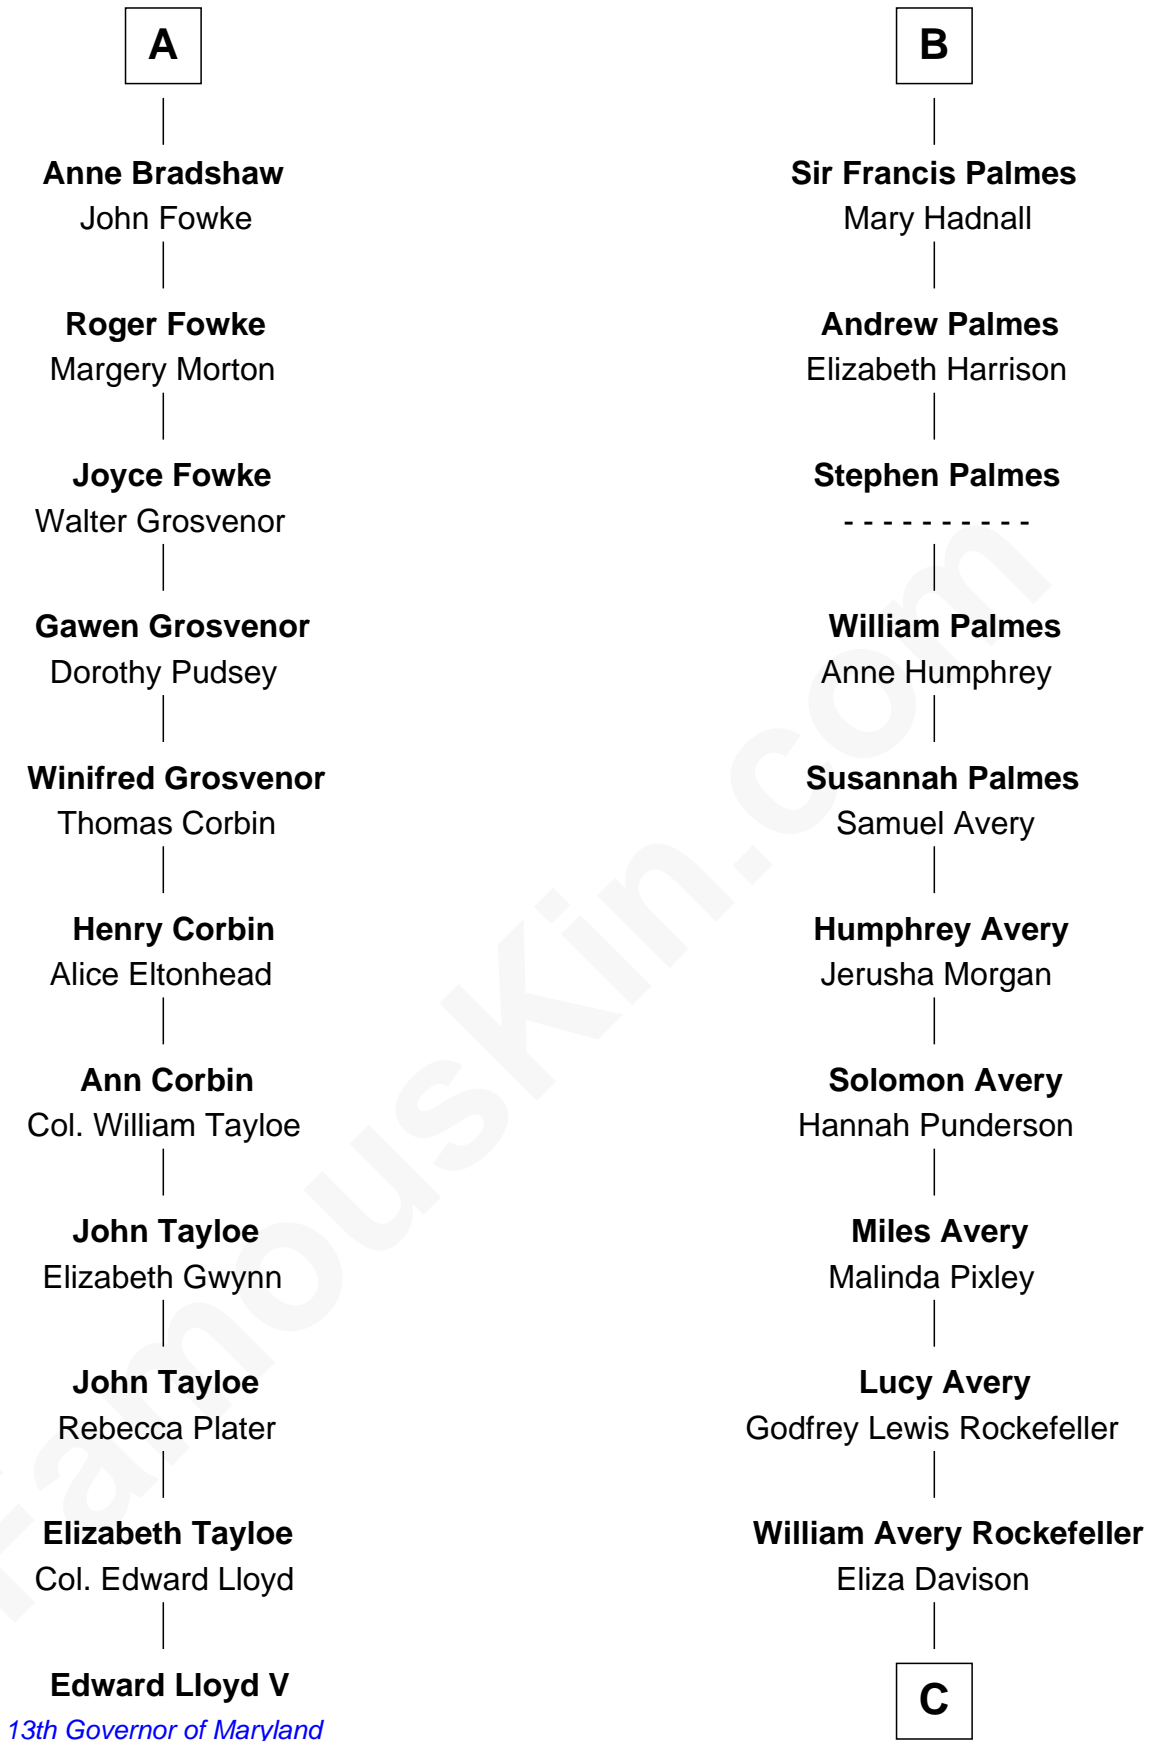 A
Anne Bradshaw
John Fowke
Roger Fowke
Margery Morton
Joyce Fowke
Walter Grosvenor
Gawen Grosvenor
Dorothy Pudsey
Winifred Grosvenor
Thomas Corbin
Henry Corbin
Alice Eltonhead
Ann Corbin
Col. William Tayloe
John Tayloe
Elizabeth Gwynn
John Tayloe
Rebecca Plater
Elizabeth Tayloe
Col. Edward Lloyd
Edward Lloyd V
13th Governor of Maryland
B
Sir Francis Palmes
Mary Hadnall
Andrew Palmes
Elizabeth Harrison
Stephen Palmes
- - - - - - - - - -
William Palmes
Anne Humphrey
Susannah Palmes
Samuel Avery
Humphrey Avery
Jerusha Morgan
Solomon Avery
Hannah Punderson
Miles Avery
Malinda Pixley
Lucy Avery
Godfrey Lewis Rockefeller
William Avery Rockefeller
Eliza Davison
C
FamousKin.com